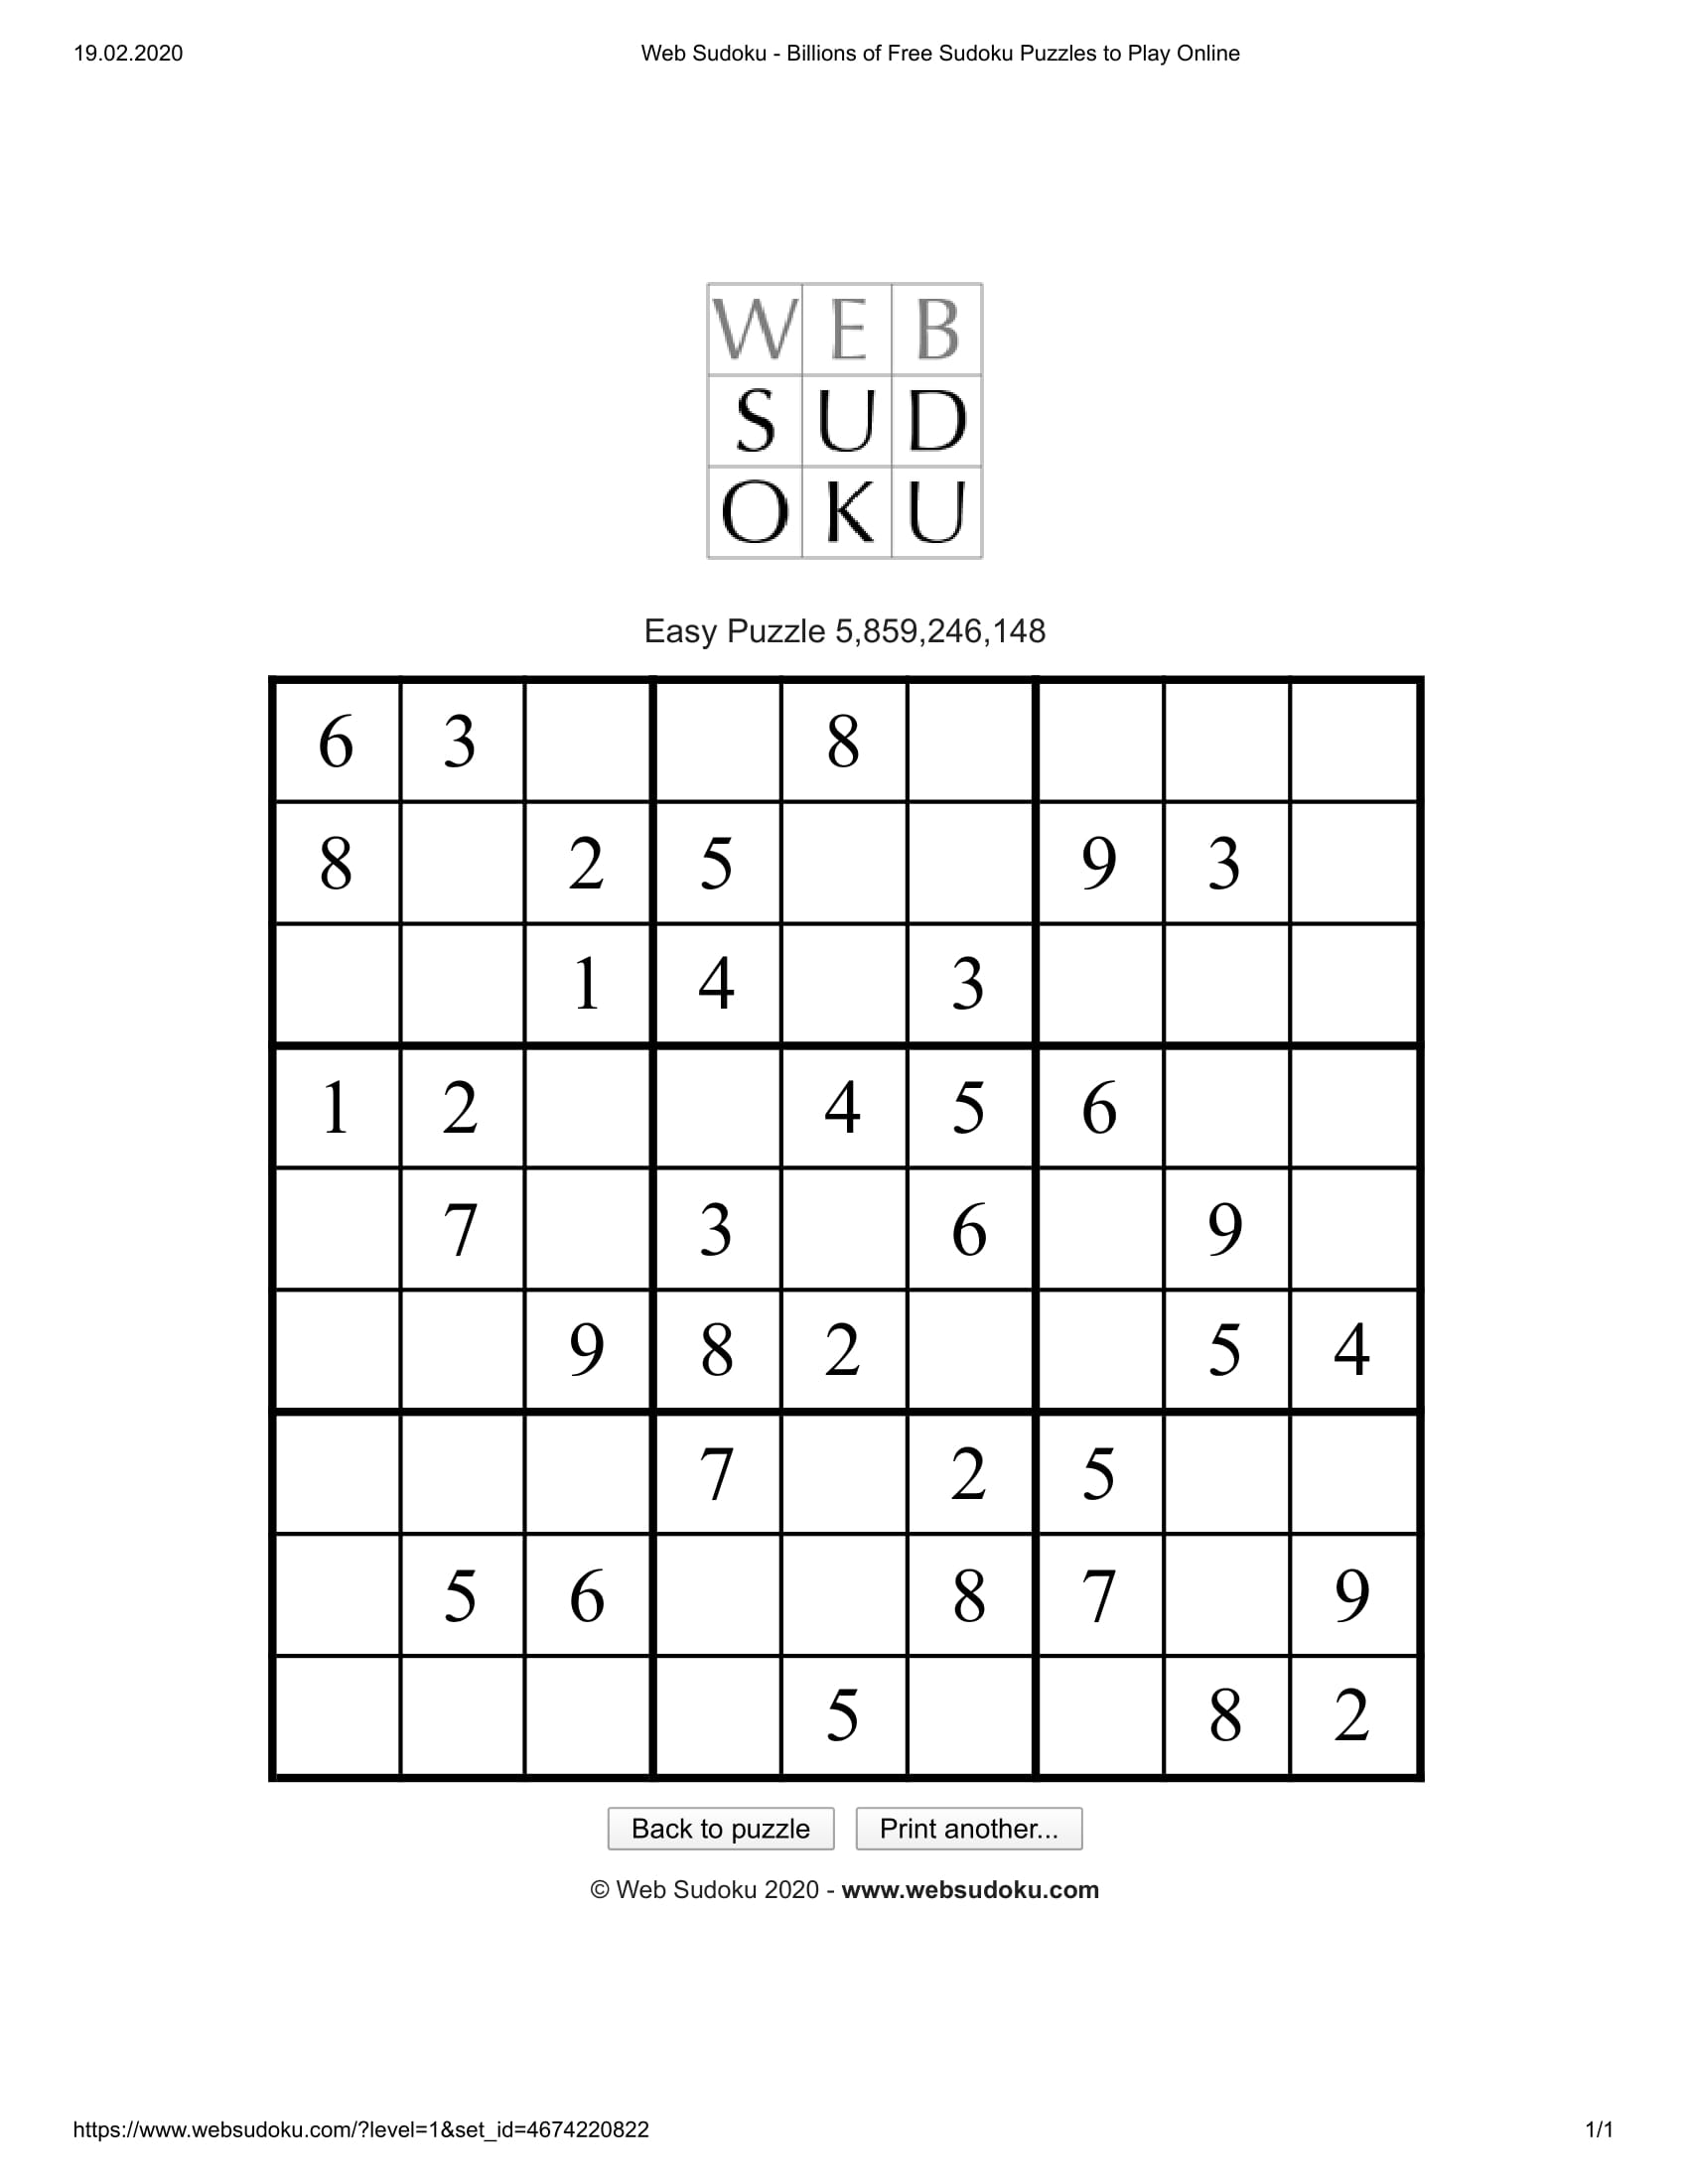 19.02.2020 Web Sudoku - Billions of Free Sudoku Puzzles to Play Online
W E B
S U D
O K U
Easy Puzzle 5,859,246,148
6 3 8
8 2 5 9 3
1 4 3
1 2 4 5 6
7 3 6 9
9 8 2 5 4
7 2 5
5 6 8 7 9
5 8 2
Back to puzzle Print another...
© Web Sudoku 2020 - www.websudoku.com
https://www.websudoku.com/?level=1&set_id=4674220822 1/1